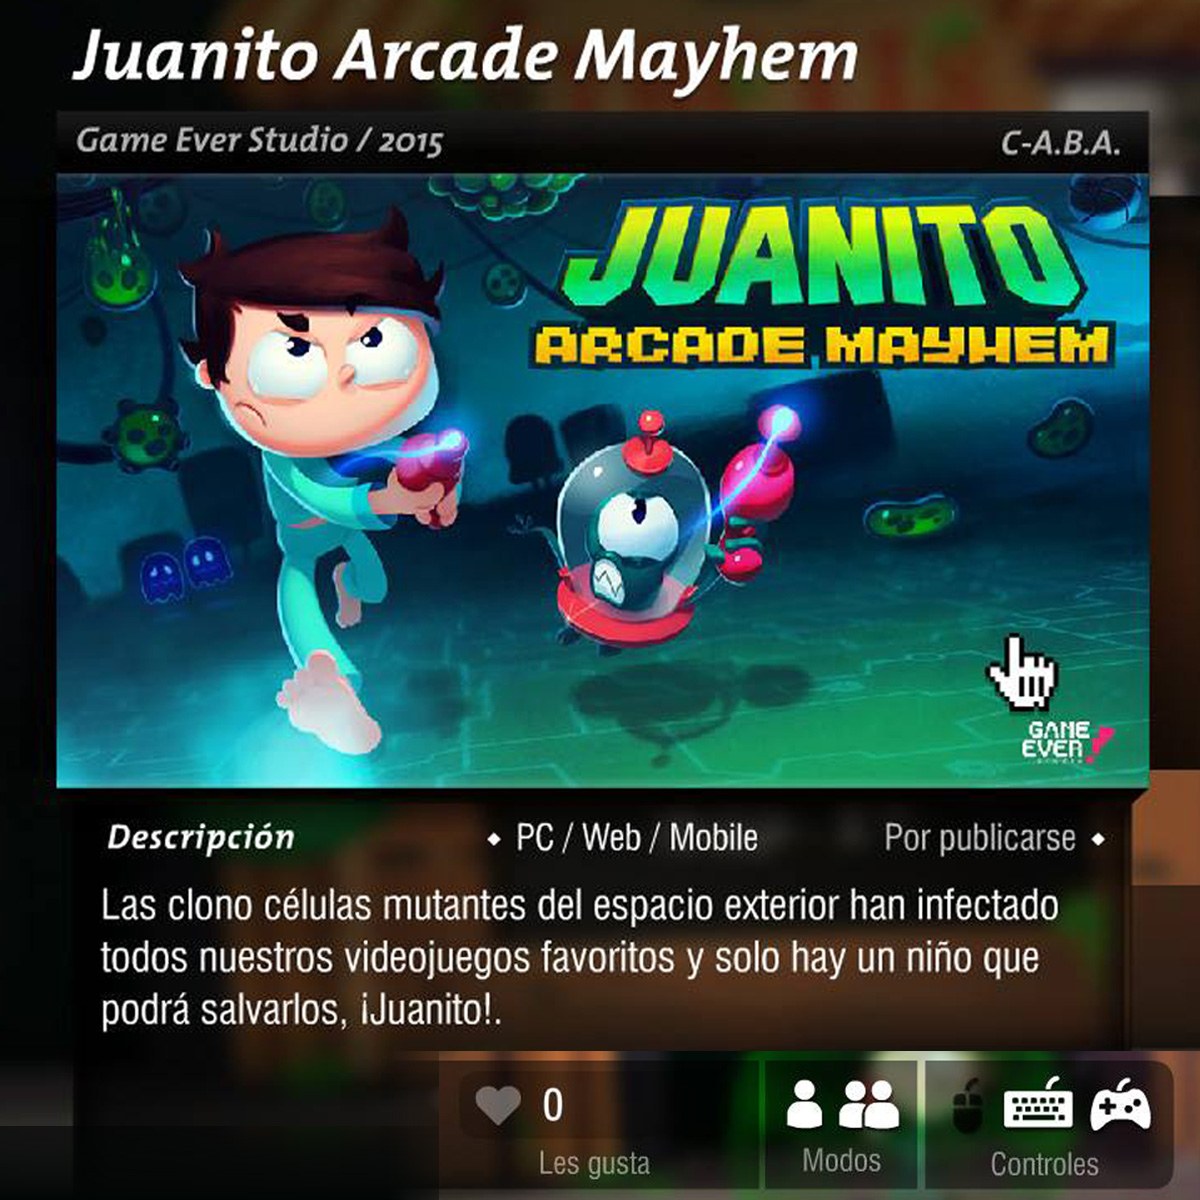 Juanito Arcade Mayhem
Game Ever Studio / 2015
C-A.B.A.
JUANITO
ARCADE MAYHEM
GAME
EVER
Descripción
PC / Web / Mobile
Por publicarse
Las clono células mutantes del espacio exterior han infectado
todos nuestros videojuegos favoritos y solo hay un niño que
podrá salvarlos, ¡Juanito!.
0
Les gusta
Modos
Controles